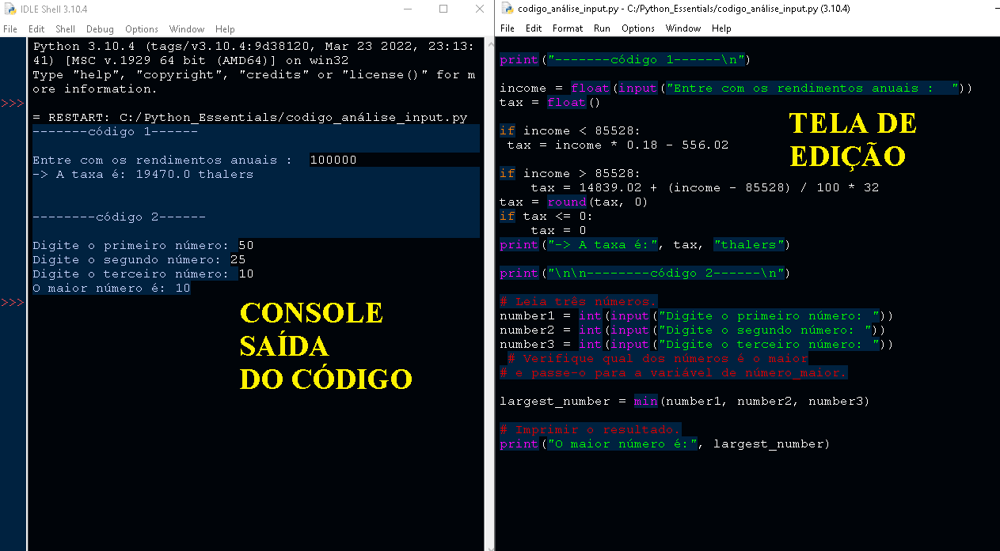 IDLE Shell 3.10.4
File Edit Shell Debug Options Window Help
Python 3.10.4 (tags/v3.10.4:9d38120, Mar 23 2022, 23:13:
41) [MSC v.1929 64 bit (AMD64)] on win32
Type "help", "copyright", "credits" or "license()" for m
ore information.
>>>
= RESTART: C:/Python_Essentials/codigo_análise_input.py
-------código 1------
Entre com os rendimentos anuais :  100000
-> A taxa é: 19470.0 thalers
--------código 2------
Digite o primeiro número: 50
Digite o segundo número: 25
Digite o terceiro número: 10
O maior número é: 10
>>>
CONSOLE
SAÍDA
DO CÓDIGO
codigo_análise_input.py - C:/Python_Essentials/codigo_análise_input.py (3.10.4)
File Edit Format Run Options Window Help
print("-------código 1------\n")
income = float(input("Entre com os rendimentos anuais :  "))
tax = float()
if income < 85528:
 tax = income * 0.18 - 556.02
if income > 85528:
    tax = 14839.02 + (income - 85528) / 100 * 32
tax = round(tax, 0)
if tax <= 0:
    tax = 0
print("-> A taxa é:", tax, "thalers")
print("\n\n--------código 2------\n")
# Leia três números.
number1 = int(input("Digite o primeiro número: "))
number2 = int(input("Digite o segundo número: "))
number3 = int(input("Digite o terceiro número: "))
 # Verifique qual dos números é o maior
# e passe-o para a variável de número_maior.
largest_number = min(number1, number2, number3)
# Imprimir o resultado.
print("O maior número é:", largest_number)
TELA DE
EDIÇÃO